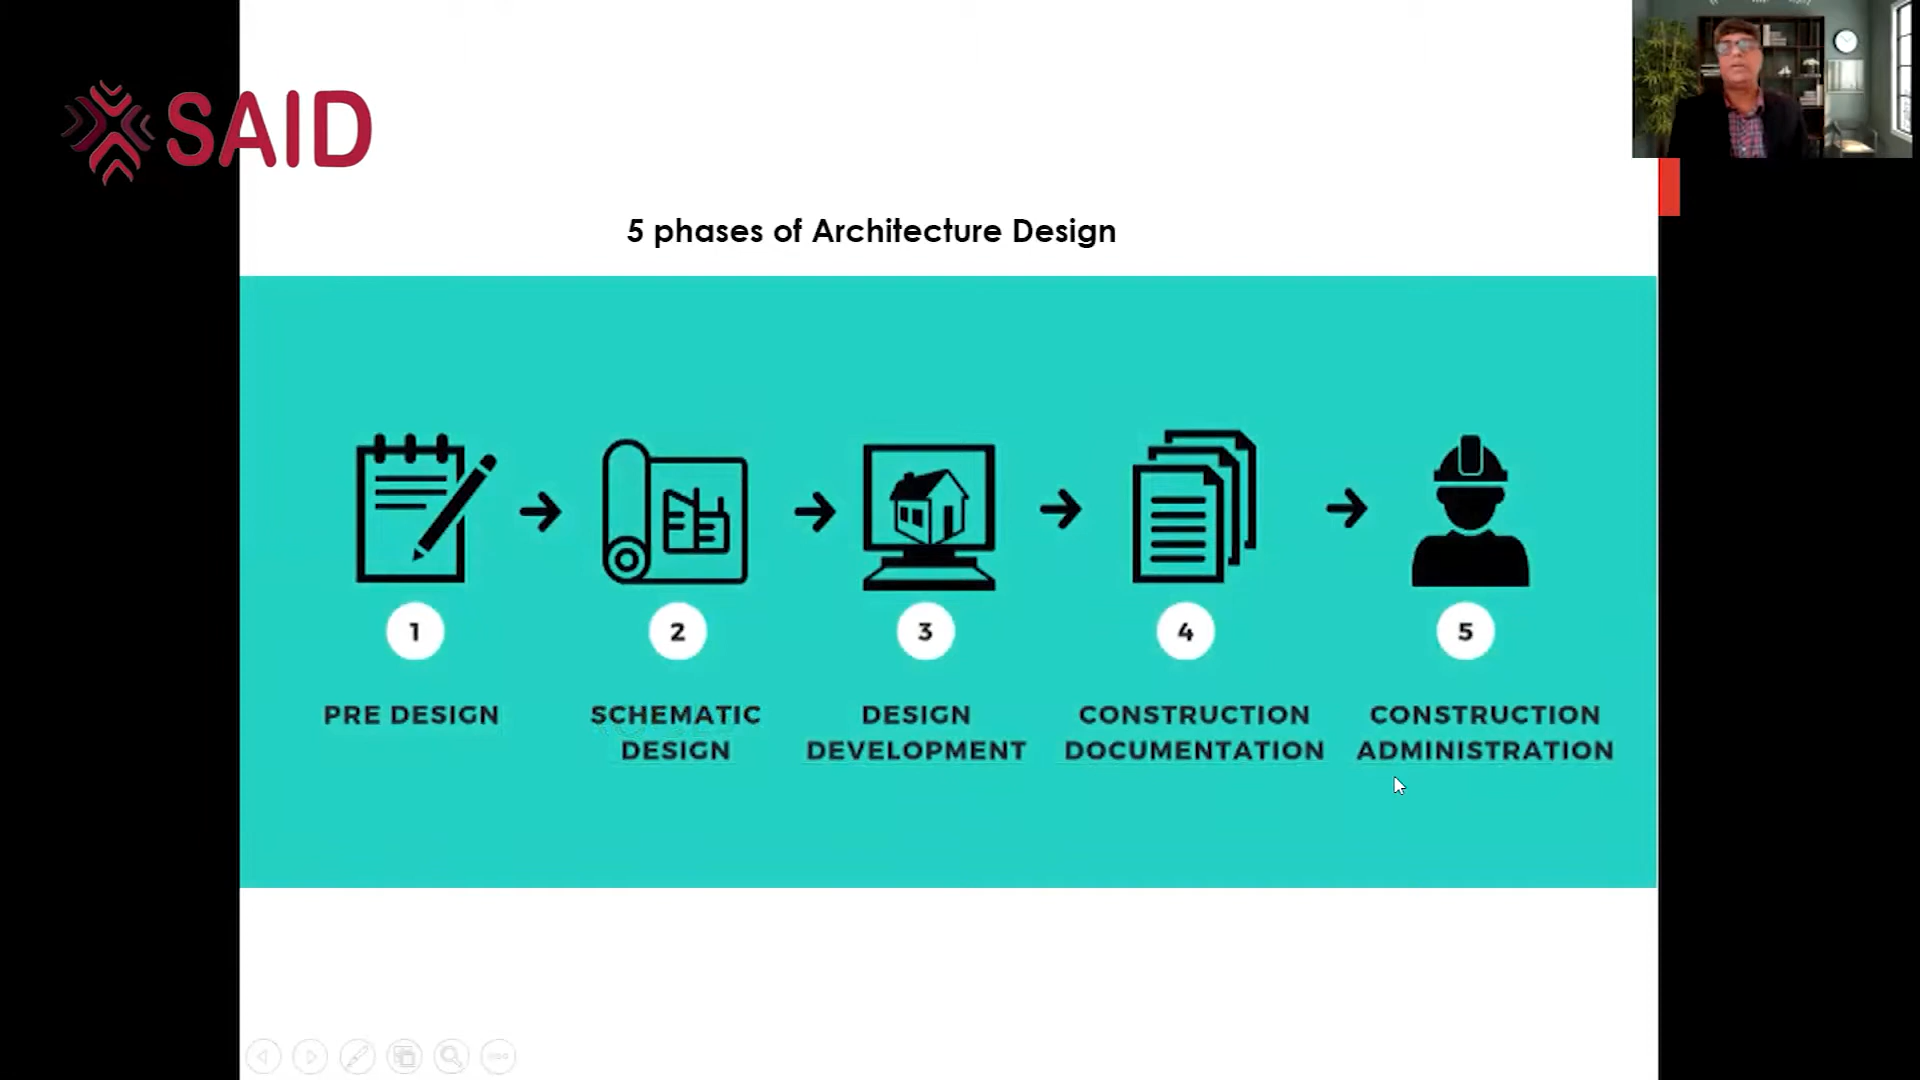 SAID
5 phases of Architecture Design
1
2
3
4
5
PRE DESIGN
SCHEMATIC
DESIGN
DESIGN
DEVELOPMENT
CONSTRUCTION
DOCUMENTATION
CONSTRUCTION
ADMINISTRATION